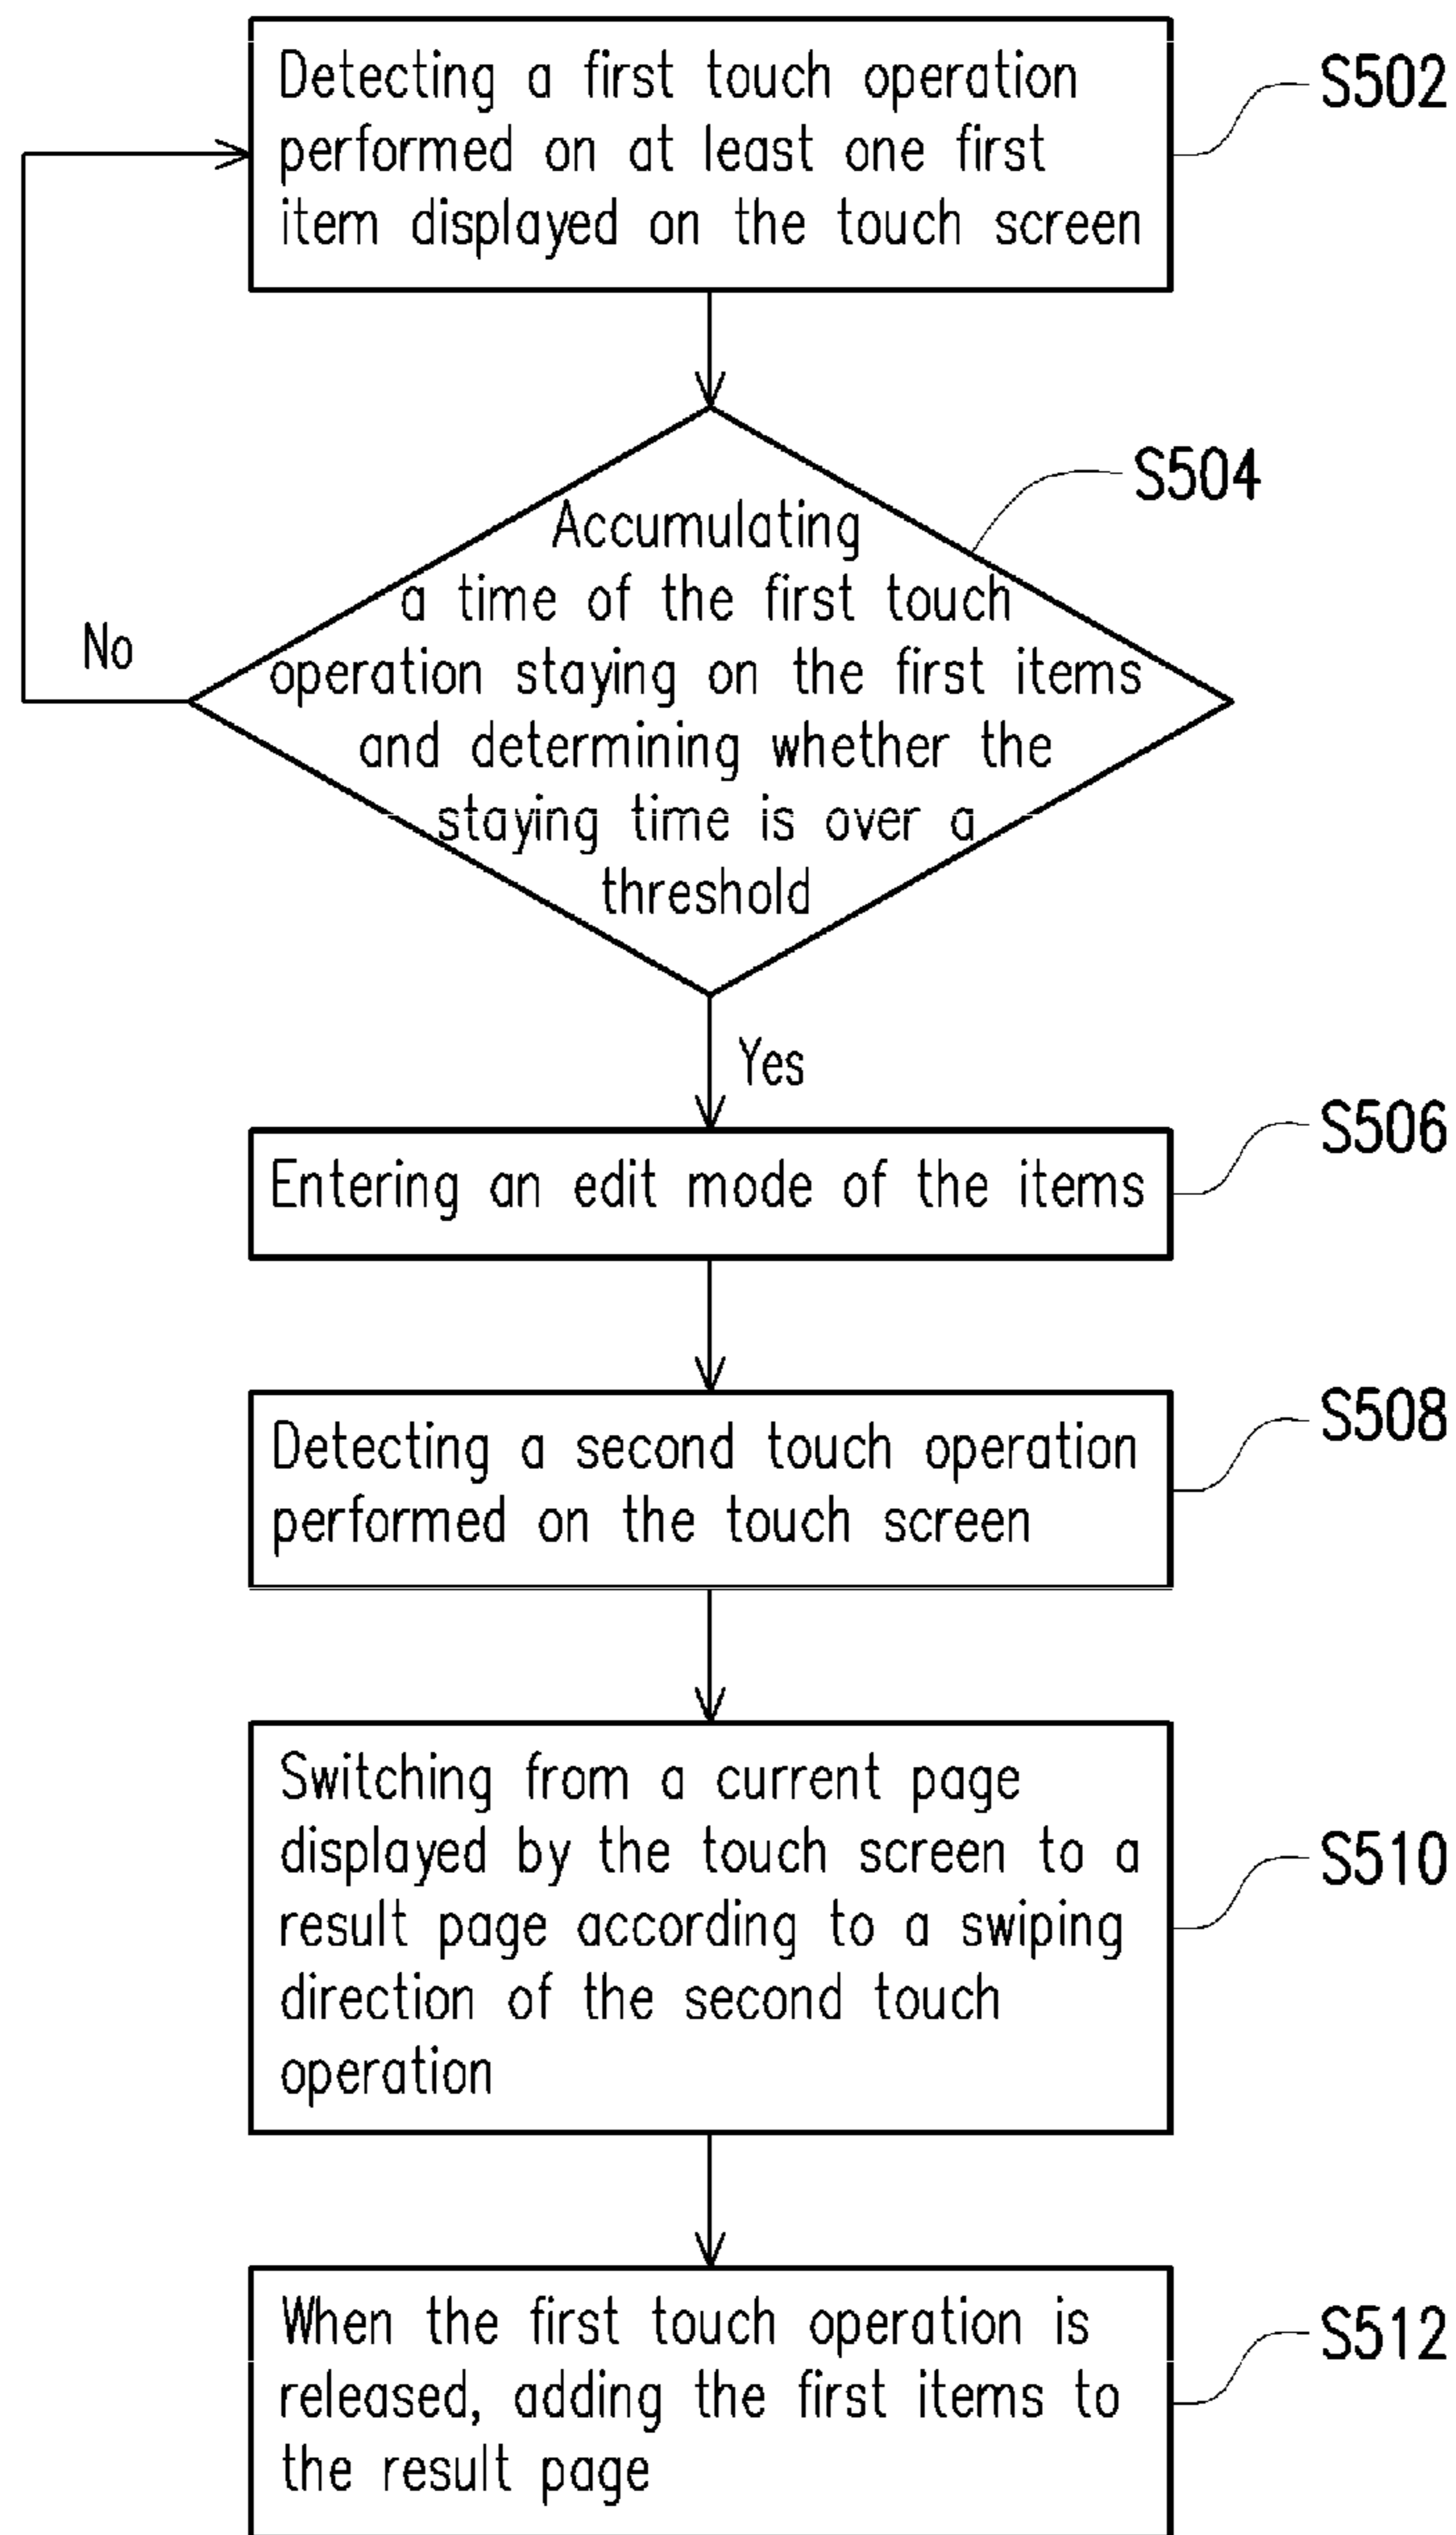 Detecting a first touch operation
performed on at least one first
item displayed on the touch screen
S502
Accumulating
a time of the first touch
operation staying on the first items
and determining whether the
staying time is over a
threshold
S504
No
Yes
Entering an edit mode of the items
S506
Detecting a second touch operation
performed on the touch screen
S508
Switching from a current page
displayed by the touch screen to a
result page according to a swiping
direction of the second touch
operation
S510
When the first touch operation is
released, adding the first items to
the result page
S512